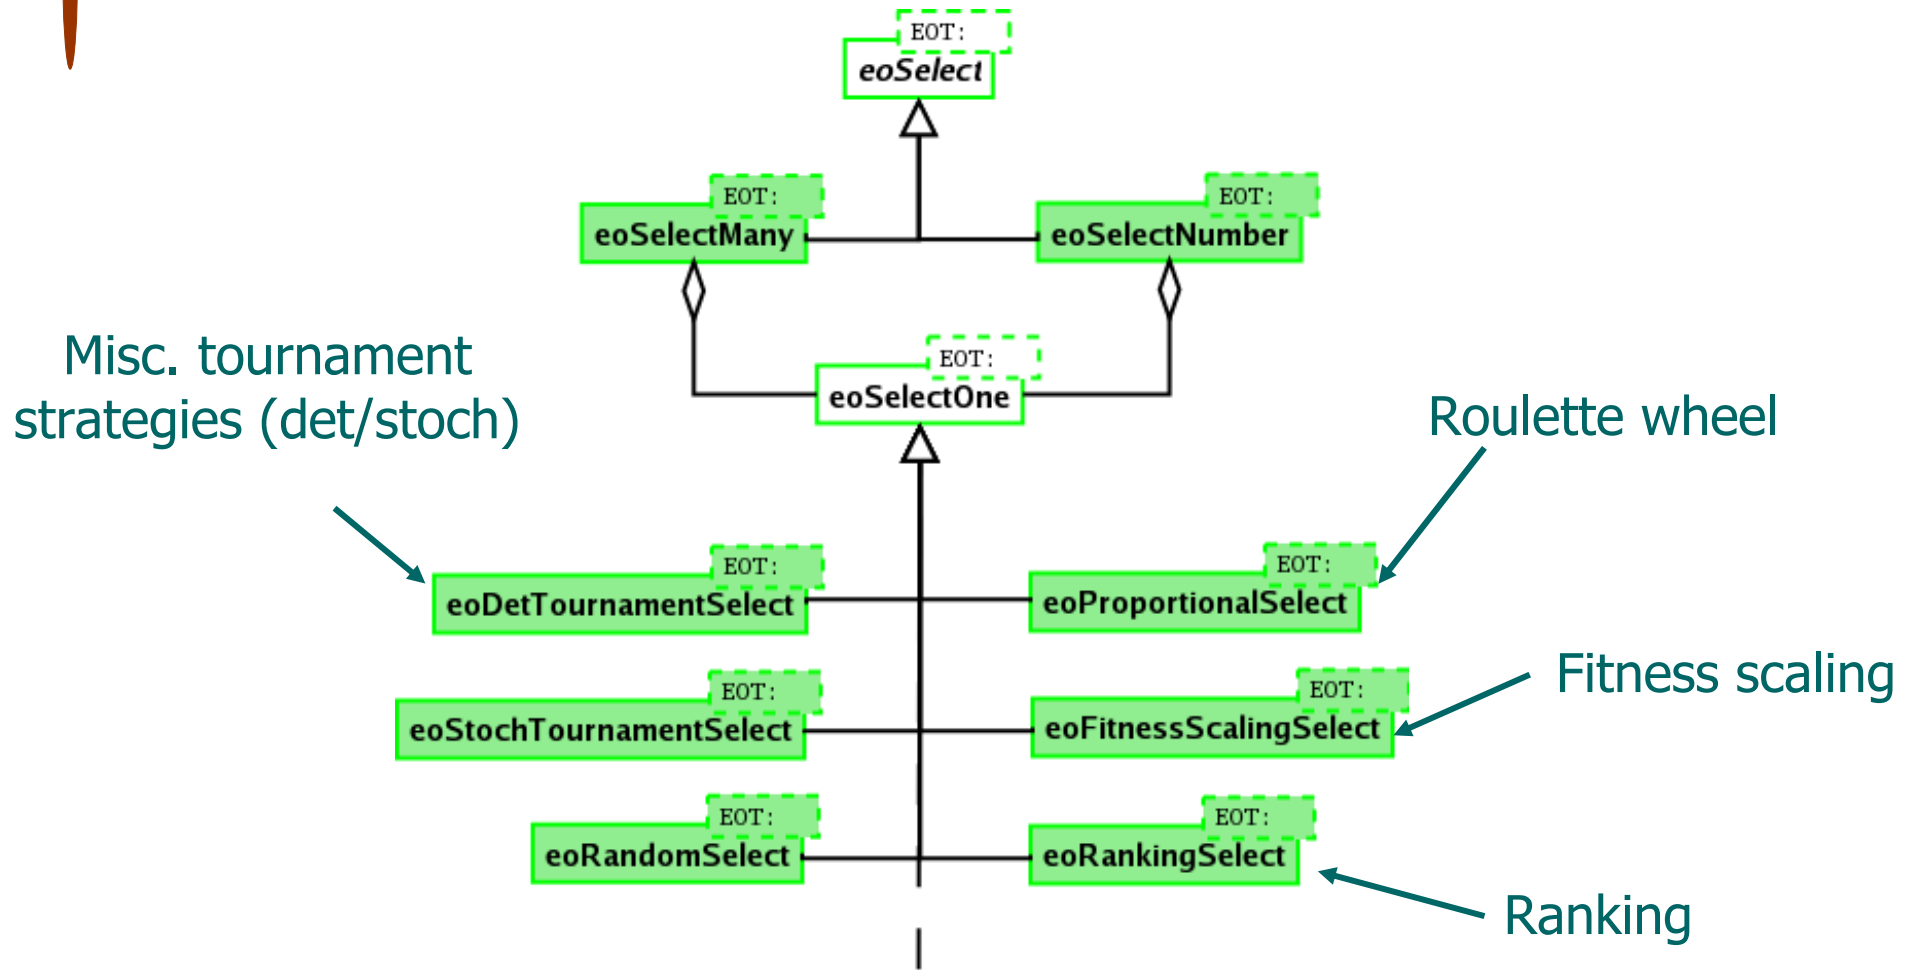 EOT:
eoSelect
EOT:
eoSelectMany
EOT:
eoSelectNumber
Misc. tournament
strategies (det/stoch)
EOT:
eoSelectOne
Roulette wheel
EOT:
eoDetTournamentSelect
EOT:
eoProportionalSelect
EOT:
eoStochTournamentSelect
EOT:
eoFitnessScalingSelect
Fitness scaling
EOT:
eoRandomSelect
EOT:
eoRankingSelect
Ranking